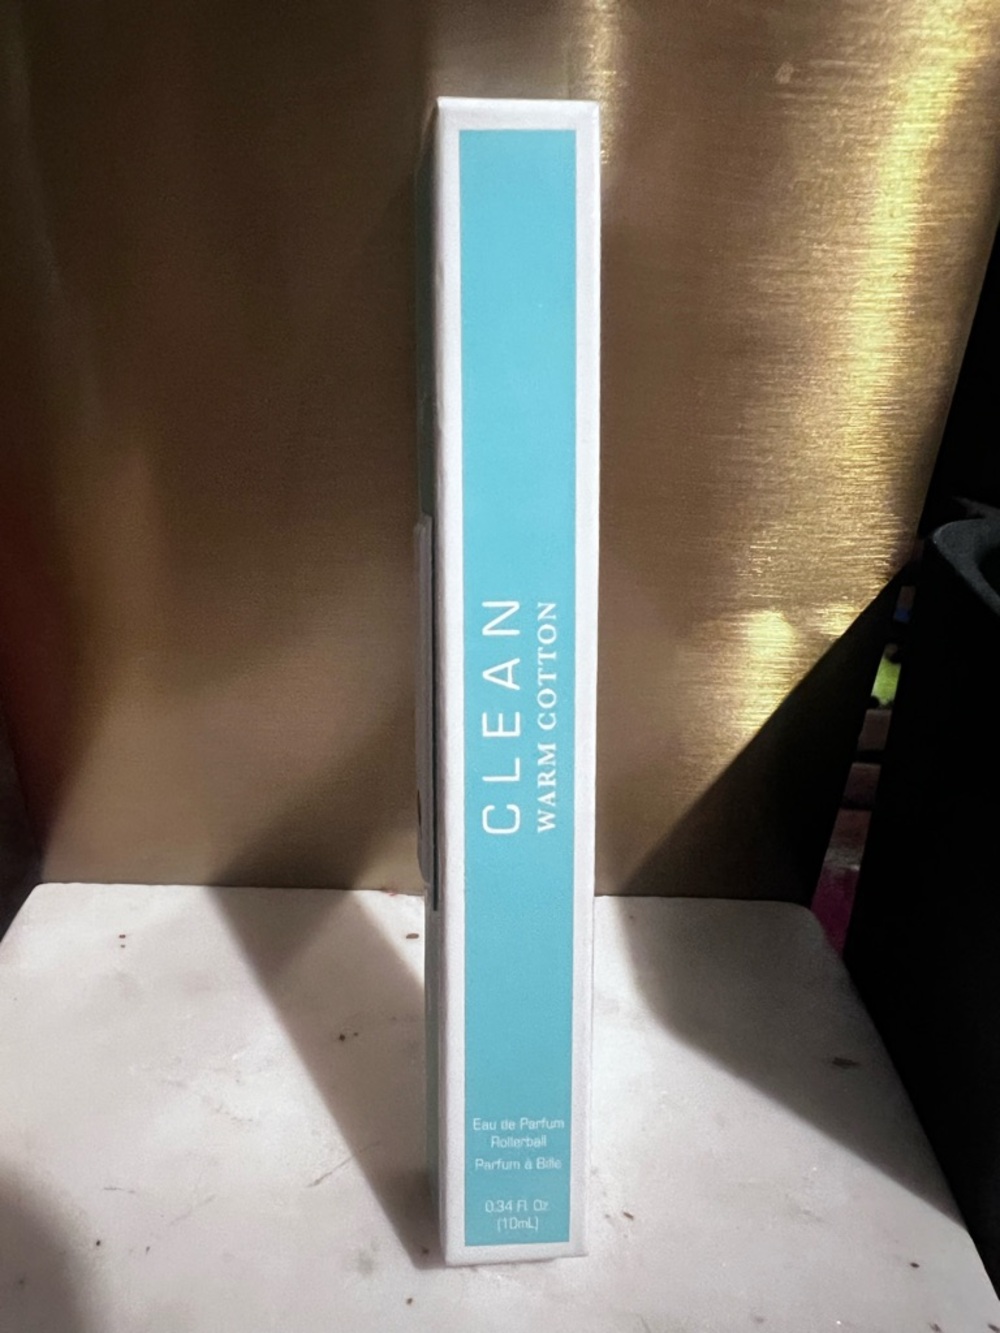 CLEAN
WARM COTTON
Eau de Parfum
Rollerball
Parfum à Bille
0.34 Fl Oz
(10mL)